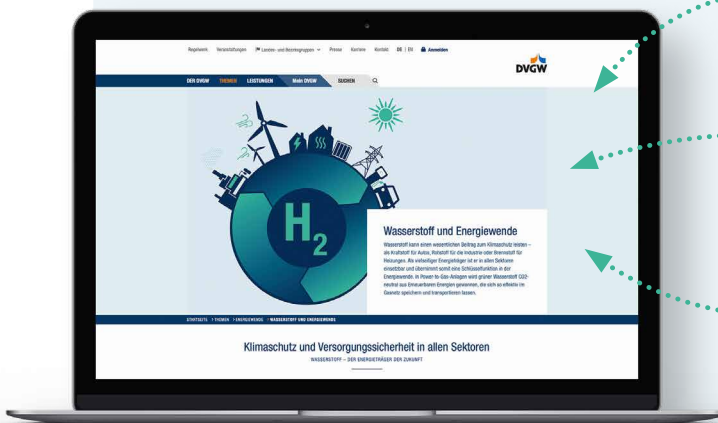 Regelwerk Veranstaltungen Landes- und Bezirksgruppen Presse Karriere Kontakt DE | EN Anmelden
DVGW
DER DVGW THEMEN LEISTUNGEN Mein DVGW SUCHEN
H2
Wasserstoff und Energiewende
Wasserstoff kann einen wesentlichen Beitrag zum Klimaschutz leisten –
als Kraftstoff für Autos, Rohstoff für die Industrie oder Brennstoff für
Heizungen. Als vielseitiger Energieträger ist er in allen Sektoren
einsetzbar und übernimmt somit eine Schlüsselfunktion in der
Energiewende. In Power-to-Gas-Anlagen wird grüner Wasserstoff CO2-
neutral aus Erneuerbaren Energien gewonnen, die sich so effektiv im
Gasnetz speichern und transportieren lassen.
STARTSEITE > THEMEN > ENERGIEWENDE > WASSERSTOFF UND ENERGIEWENDE
Klimaschutz und Versorgungssicherheit in allen Sektoren
WASSERSTOFF – DER ENERGIETRÄGER DER ZUKUNFT